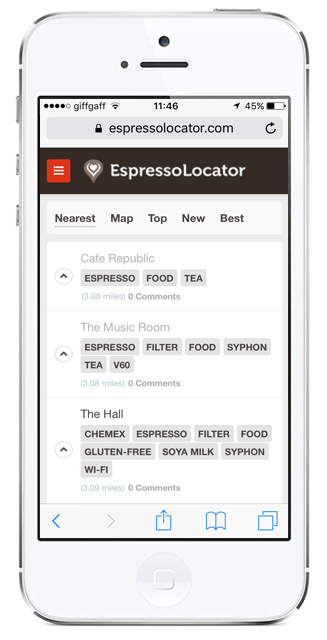 giffgaff 11:46 45%
espressolocator.com
EspressoLocator
Nearest Map Top New Best
Cafe Republic
ESPRESSO FOOD TEA
(3.08 miles) 0 Comments
The Music Room
ESPRESSO FILTER FOOD SYPHON
TEA V60
(3.08 miles) 0 Comments
The Hall
CHEMEX ESPRESSO FILTER FOOD
GLUTEN-FREE SOYA MILK SYPHON
WI-FI
(3.09 miles) 0 Comments